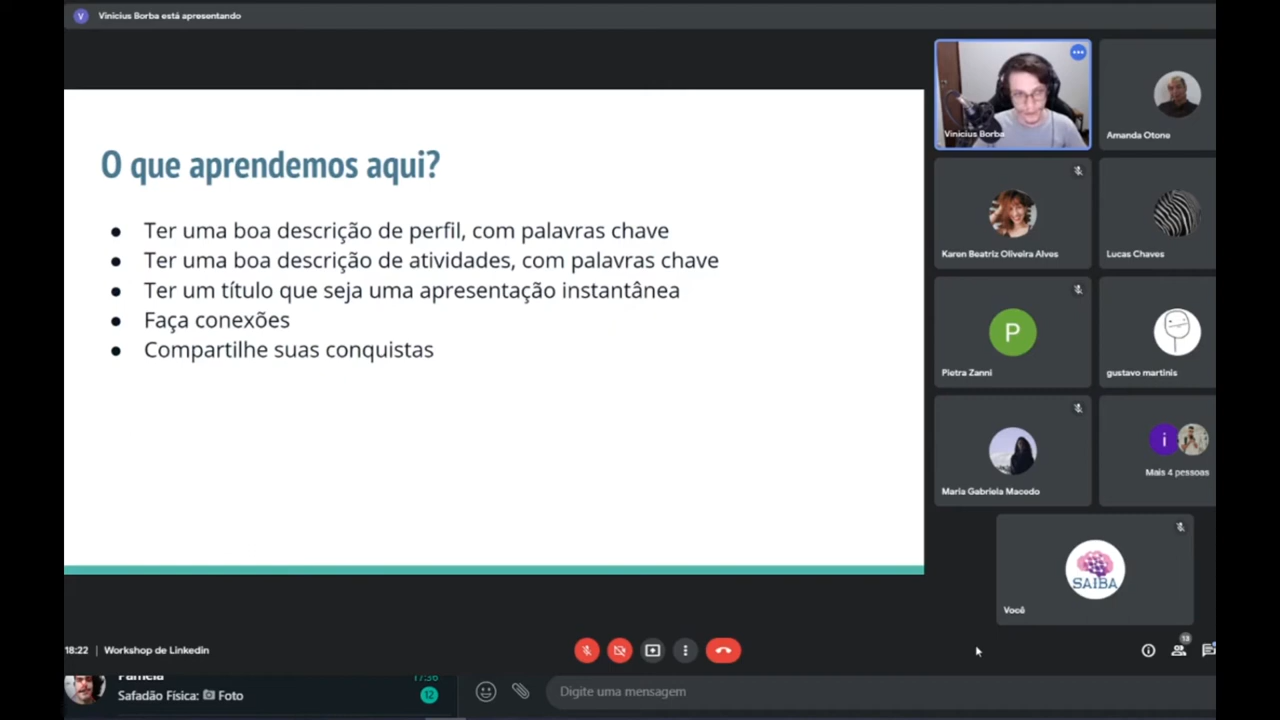 V
Vinicius Borba está apresentando
O que aprendemos aqui?
● Ter uma boa descrição de perfil, com palavras chave
● Ter uma boa descrição de atividades, com palavras chave
● Ter um título que seja uma apresentação instantânea
● Faça conexões
● Compartilhe suas conquistas
Vinicius Borba
Amanda Otone
Karen Beatriz Oliveira Alves
Lucas Chaves
P
Pietra Zanni
gustavo martinis
Maria Gabriela Macedo
i
Mais 4 pessoas
SAIBA
Você
18:22 | Workshop de Linkedin
13
Pamela
17:36
Safadão Física: Foto
12
Digite uma mensagem